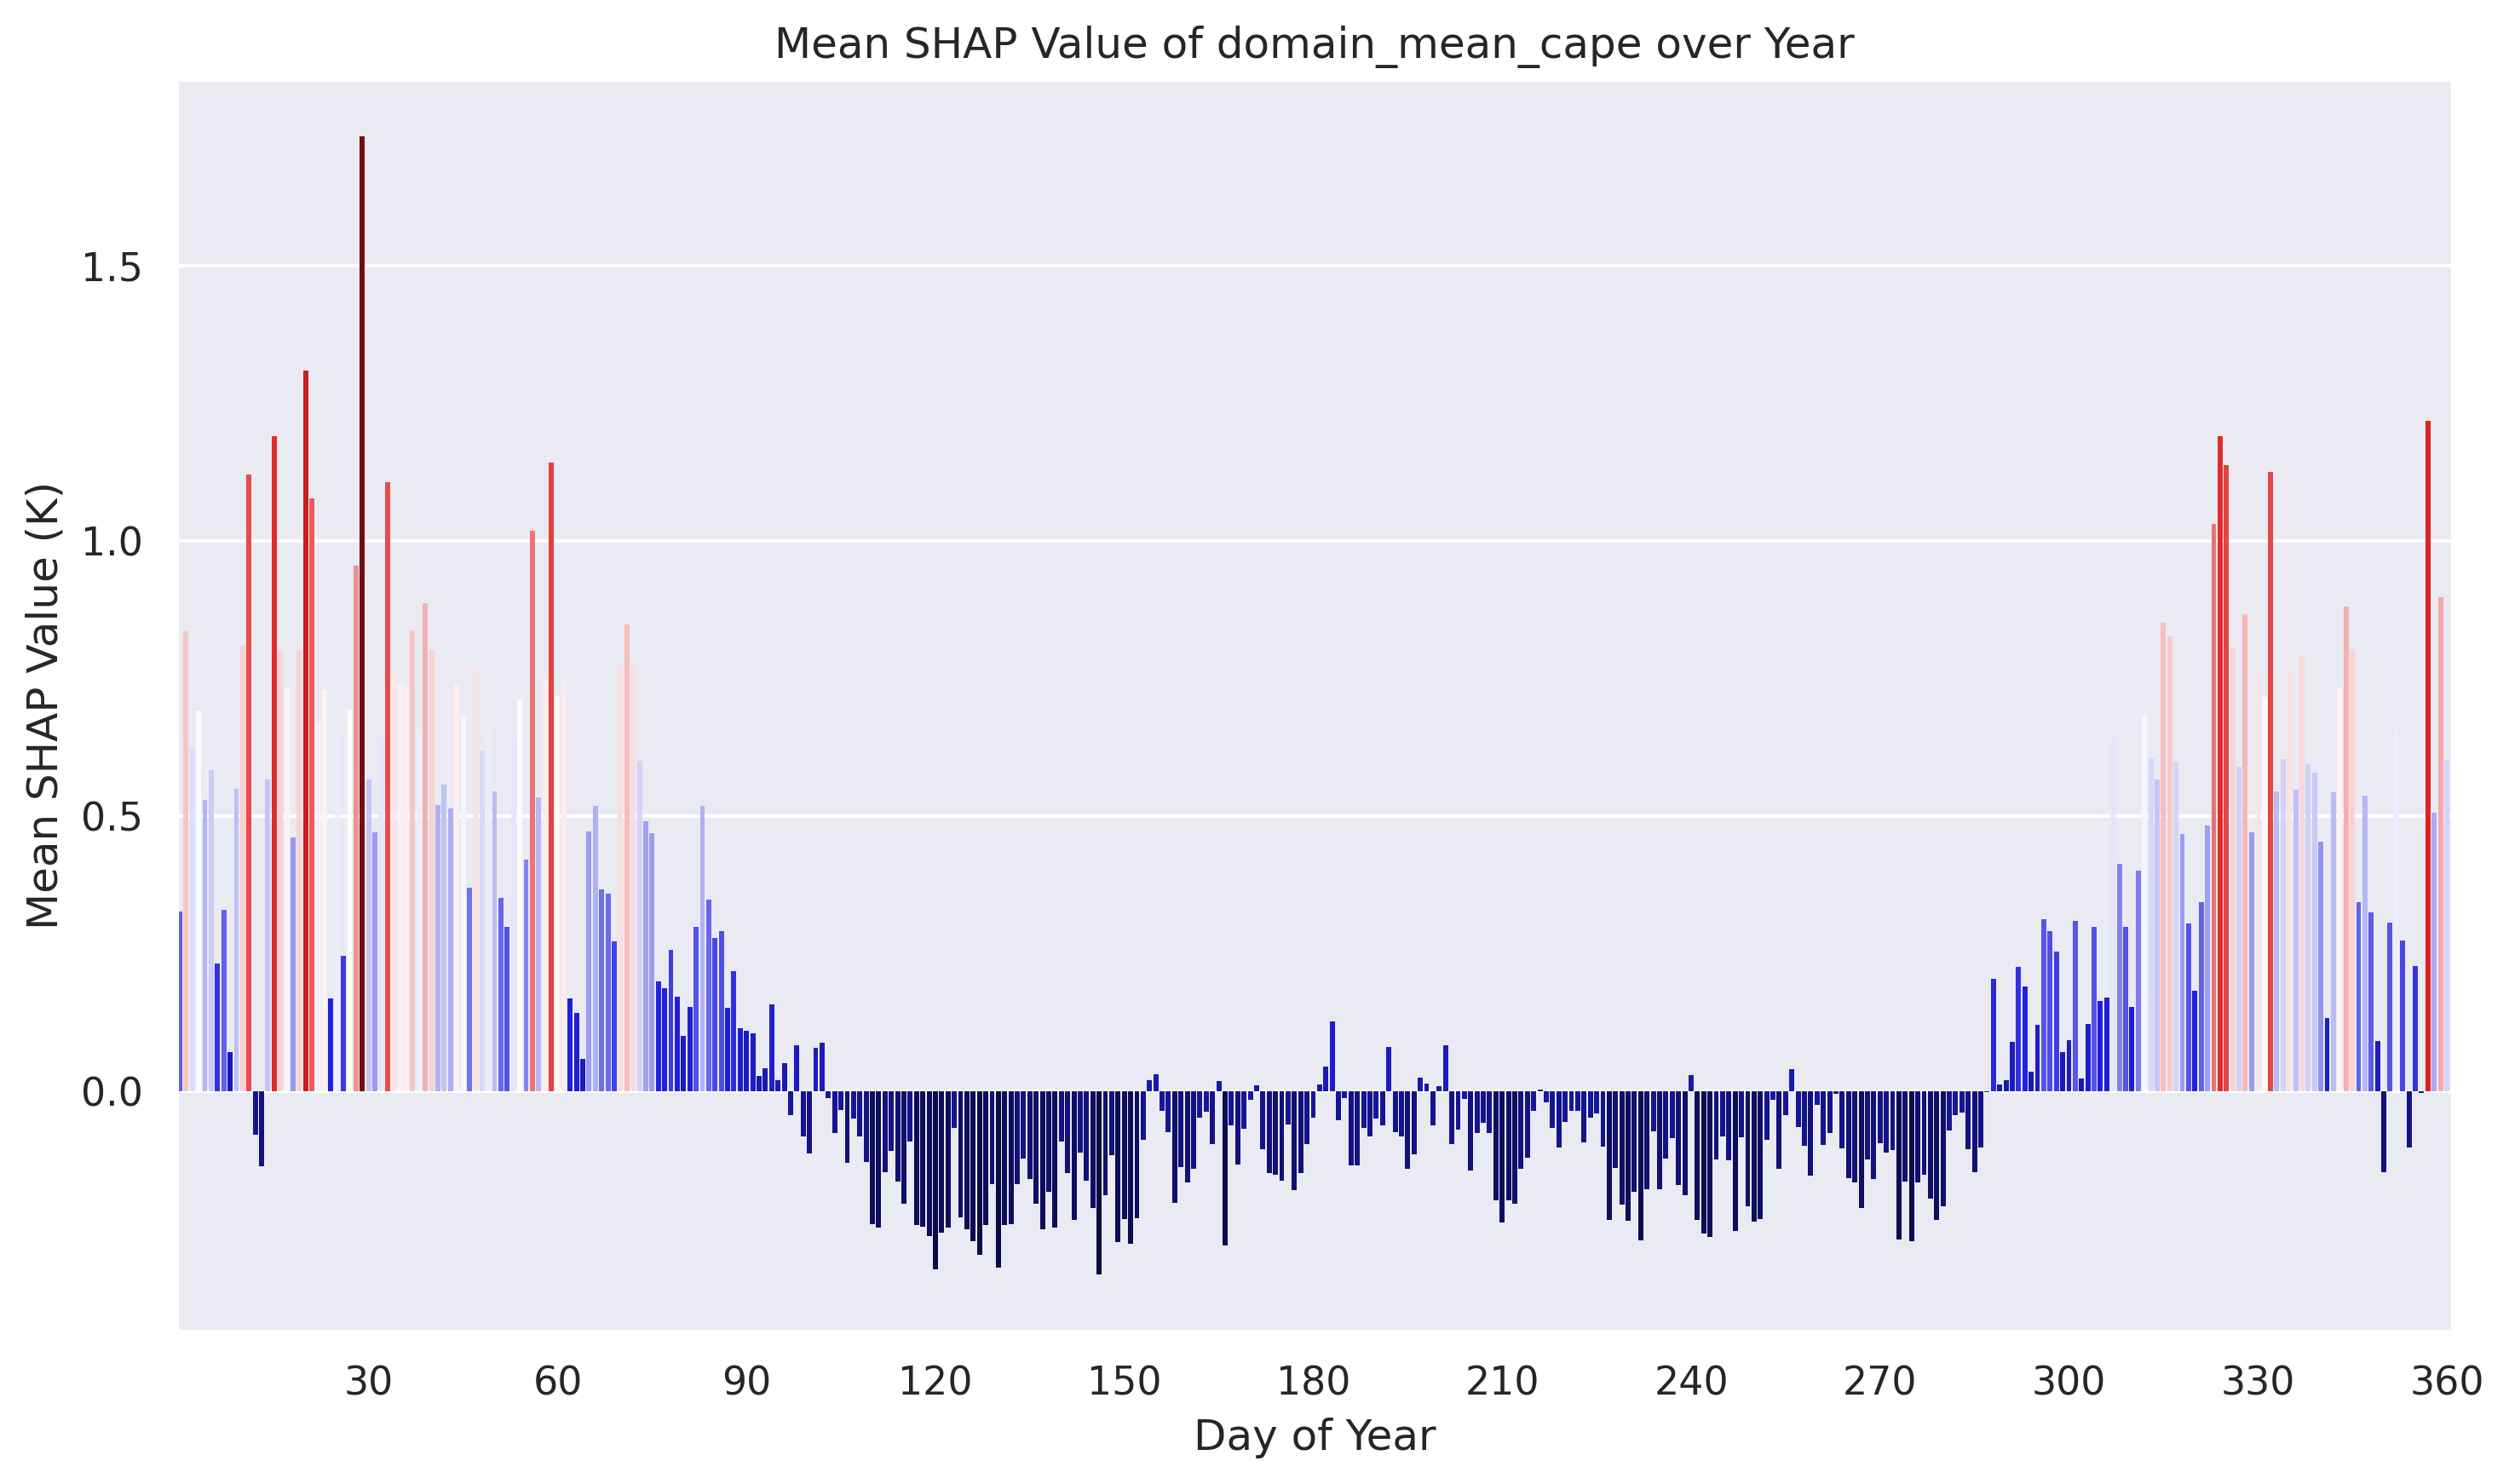 Mean SHAP Value of domain_mean_cape over Year
Mean SHAP Value (K)
1.5
1.0
0.5
0.0
30 60 90 120 150 180 210 240 270 300 330 360
Day of Year